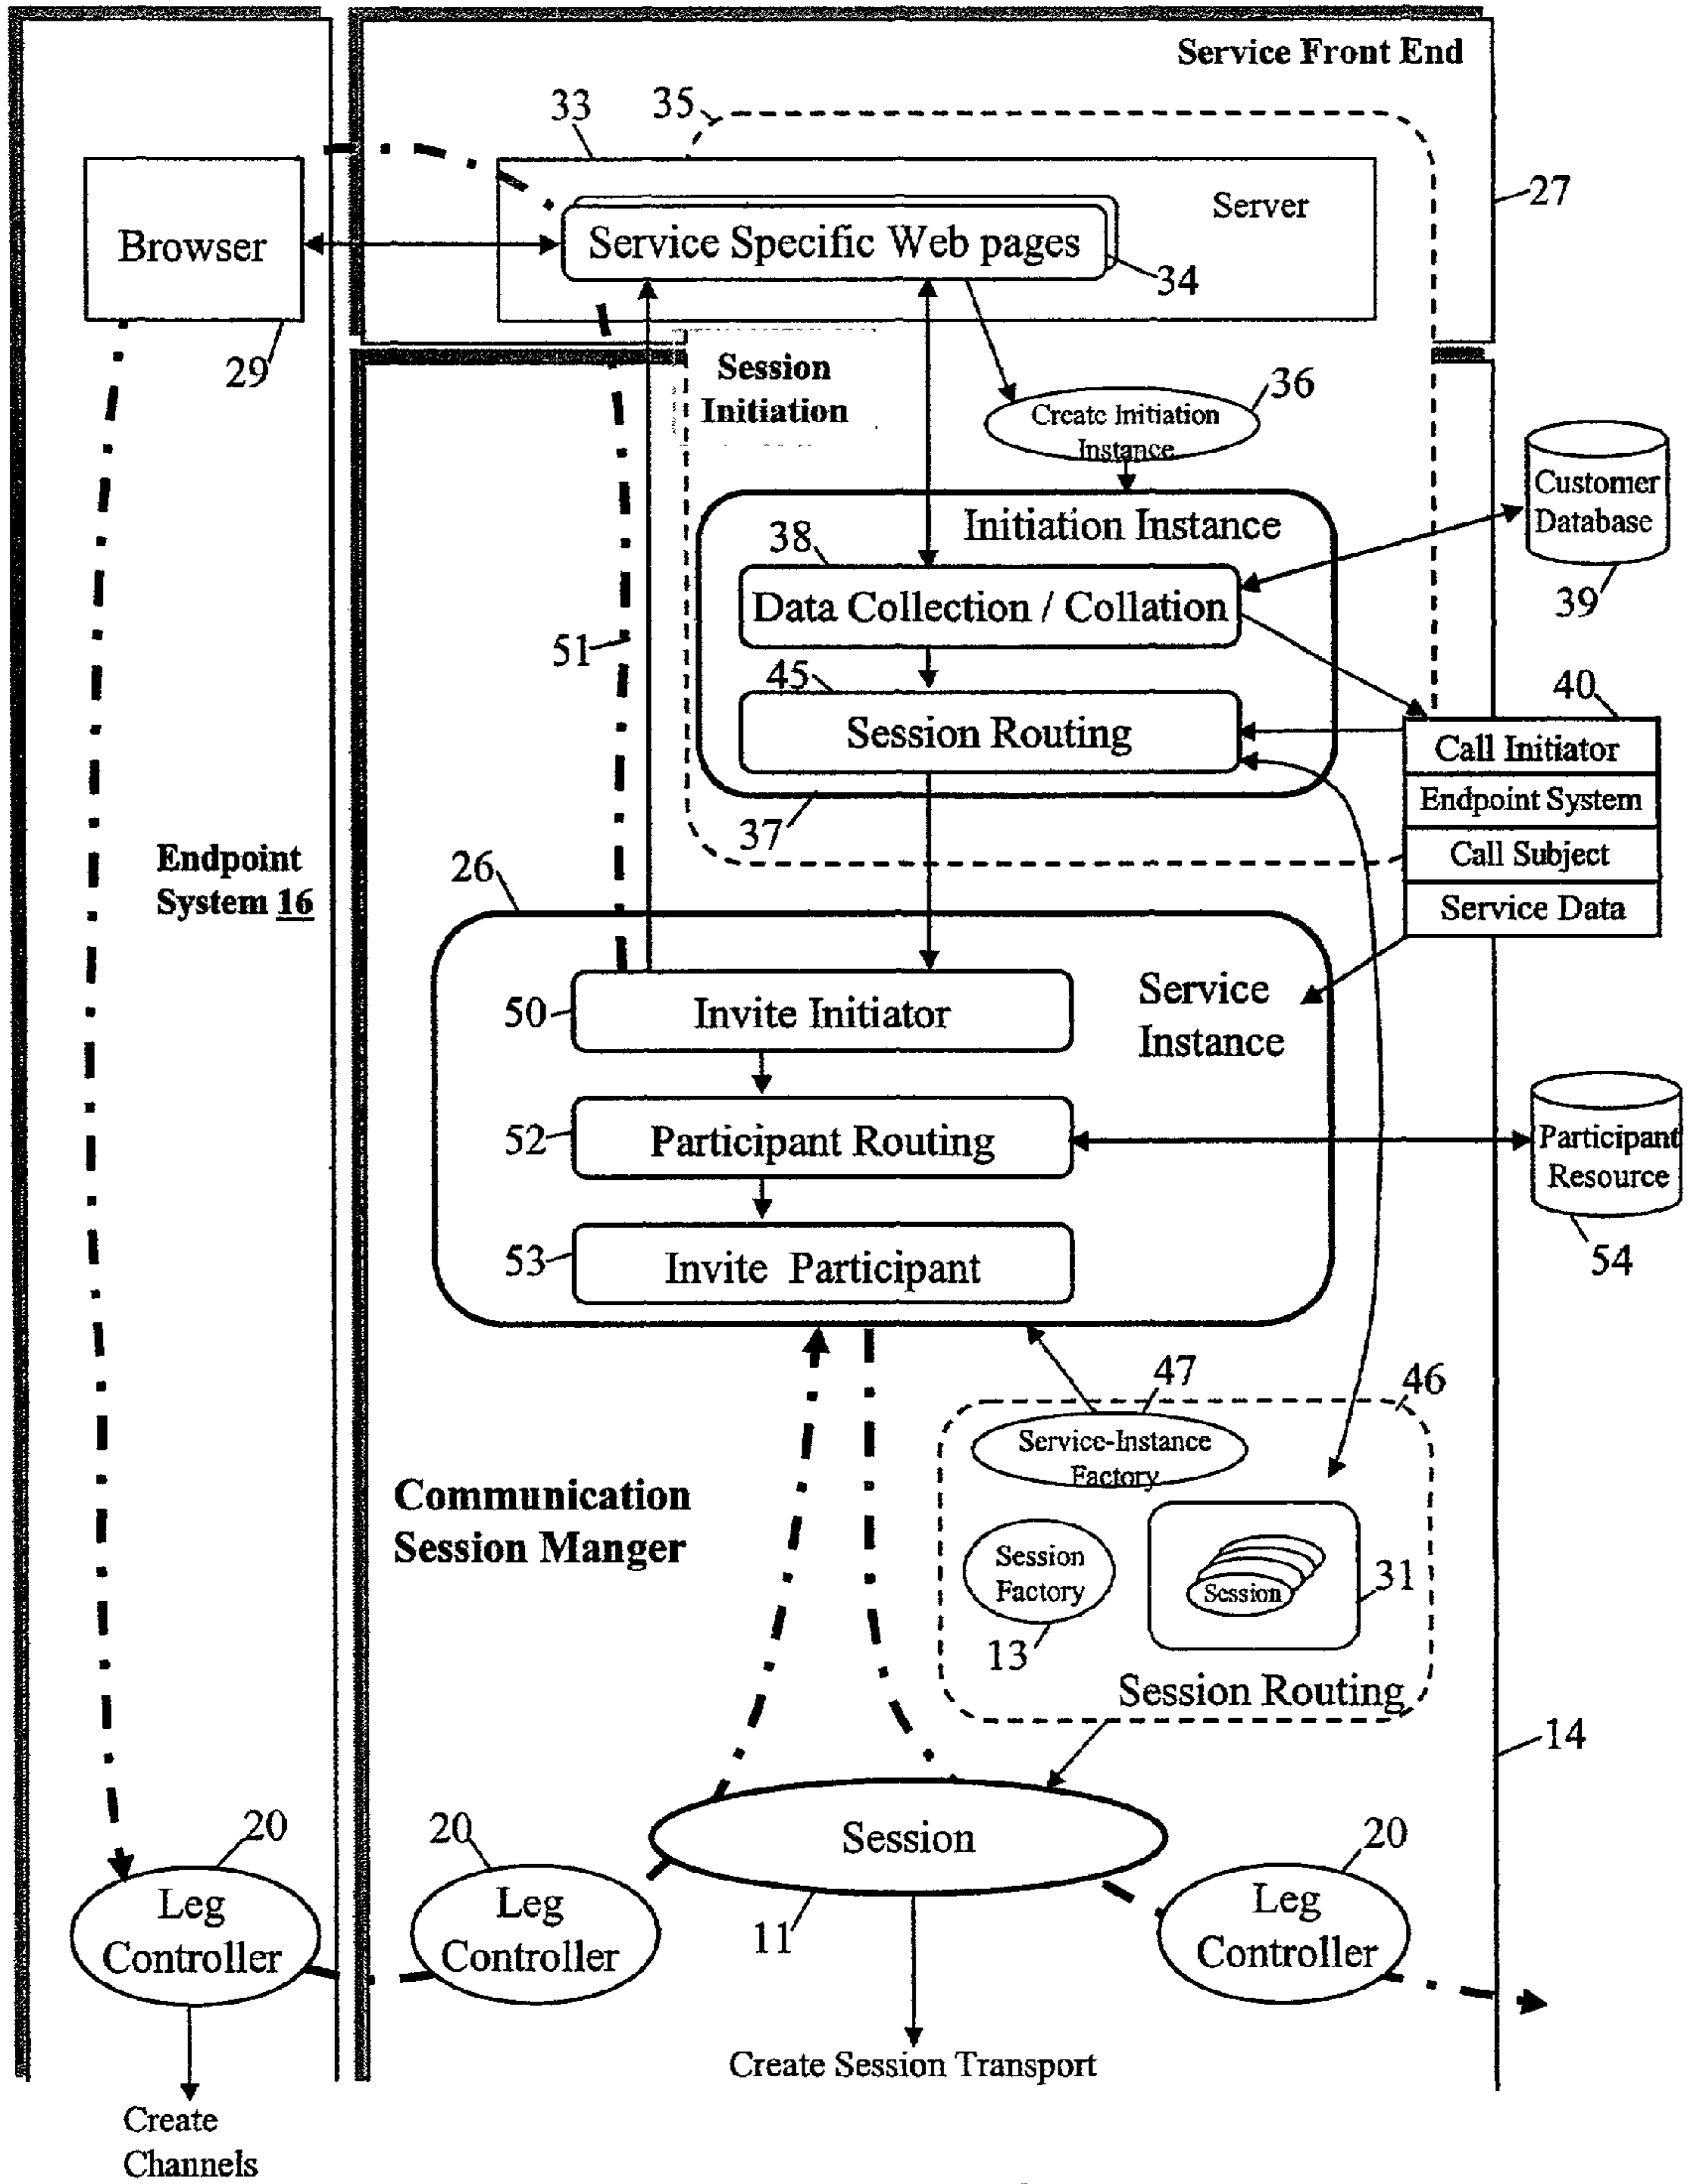 Service Front End
33
35
27
Server
Browser
Service Specific Web pages
34
29
Session
Initiation
36
Create Initiation
Instance
Customer
Database
39
Initiation Instance
38
Data Collection / Collation
51
45
Session Routing
40
Call Initiator
Endpoint System
Call Subject
Service Data
37
Endpoint
System 16
26
50
Invite Initiator
Service
Instance
52
Participant Routing
Participant
Resource
54
53
Invite Participant
47
46
Service-Instance
Factory
Communication
Session Manger
Session
Factory
13
Session
31
Session Routing
14
20
Leg
Controller
20
Leg
Controller
Session
11
20
Leg
Controller
Create Session Transport
Create
Channels